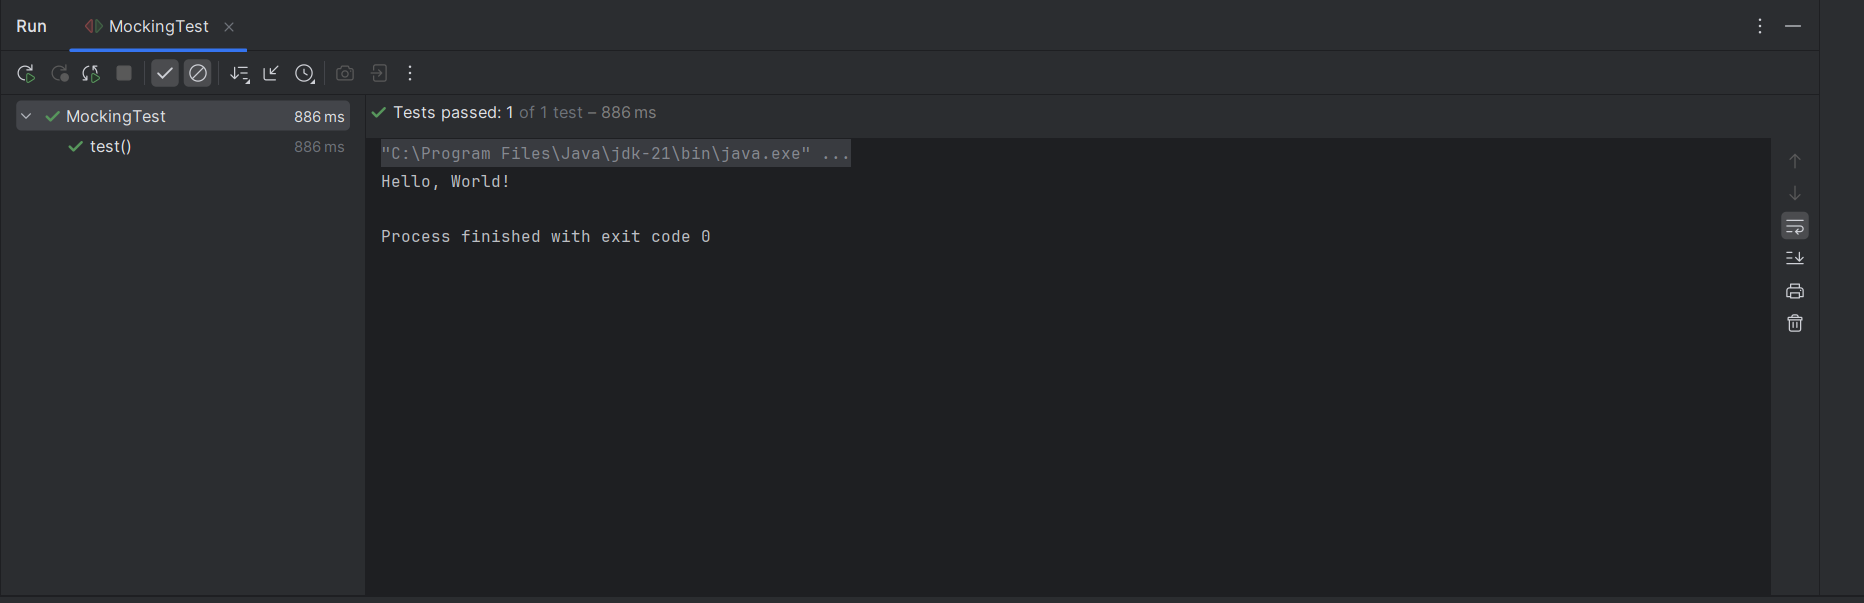 Run MockingTest
MockingTest 886 ms
test() 886 ms
Tests passed: 1 of 1 test – 886 ms
"C:\Program Files\Java\jdk-21\bin\java.exe" ...
Hello, World!
Process finished with exit code 0